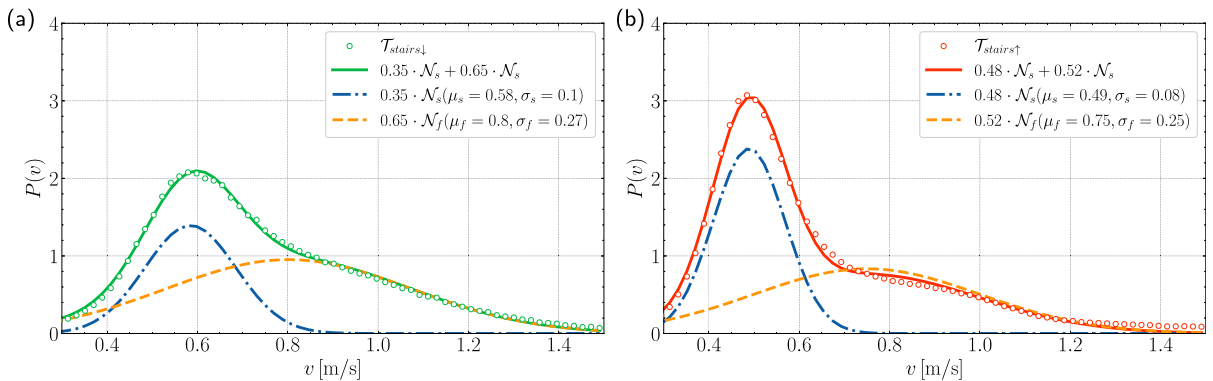 (a)
4
3
2
1
0
P(v)
0.4 0.6 0.8 1.0 1.2 1.4
v [m/s]
𝒯stairs↓
0.35 · 𝒩s + 0.65 · 𝒩s
0.35 · 𝒩s(μs = 0.58, σs = 0.1)
0.65 · 𝒩f(μf = 0.8, σf = 0.27)
(b)
4
3
2
1
0
P(v)
0.4 0.6 0.8 1.0 1.2 1.4
v [m/s]
𝒯stairs↑
0.48 · 𝒩s + 0.52 · 𝒩s
0.48 · 𝒩s(μs = 0.49, σs = 0.08)
0.52 · 𝒩f(μf = 0.75, σf = 0.25)